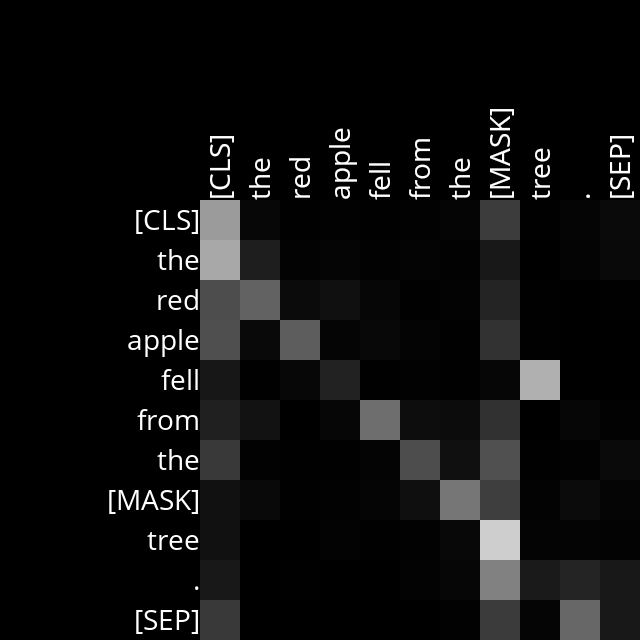 [CLS] the red apple fell from the [MASK] tree . [SEP]
[CLS]
the
red
apple
fell
from
the
[MASK]
tree
.
[SEP]